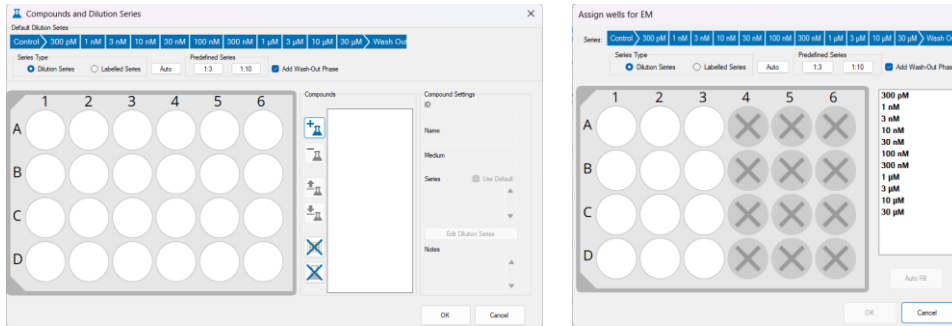 Compounds and Dilution Series
Default Dilution Series
Control 300 pM 1 nM 3 nM 10 nM 30 nM 100 nM 300 nM 1 µM 3 µM 10 µM 30 µM Wash Out
Series Type
Predefined Series
Dilution Series Labelled Series Auto 1:3 1:10 Add Wash-Out Phase
1 2 3 4 5 6
A
B
C
D
Compounds
Compound Settings
ID
Name
Medium
Series Use Default
Edit Dilution Series
Notes
OK Cancel
Assign wells for EM
Series: Control 300 pM 1 nM 3 nM 10 nM 30 nM 100 nM 300 nM 1 µM 3 µM 10 µM 30 µM Wash Ou
Series Type
Predefined Series
Dilution Series Labelled Series Auto 1:3 1:10 Add Wash-Out Phase
1 2 3 4 5 6
A
B
C
D
300 pM
1 nM
3 nM
10 nM
30 nM
100 nM
300 nM
1 µM
3 µM
10 µM
30 µM
Auto Fill
OK Cancel